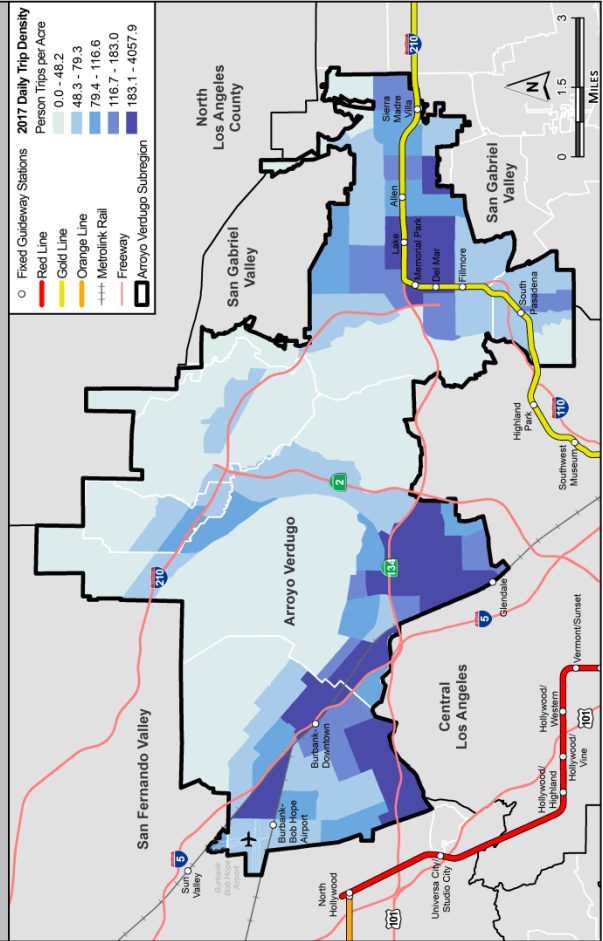 Fixed Guideway Stations
Red Line
Gold Line
Orange Line
Metrolink Rail
Freeway
Arroyo Verdugo Subregion
2017 Daily Trip Density
Person Trips per Acre
0.0 - 48.2
48.3 - 79.3
79.4 - 116.6
116.7 - 183.0
183.1 - 4057.9
San Fernando Valley
North
Los Angeles
County
San Gabriel
Valley
5
Sun
Valley
Burbank
Bob Hope
Airport
Burbank-
Bob Hope
Airport
Burbank-
Downtown
210
Arroyo Verdugo
2
134
Glendale
5
Central
Los Angeles
North
Hollywood
101
Universal City/
Studio City
Hollywood/
Highland
Hollywood/
Vine
Hollywood/
Western
101
Vermont/Sunset
Lake
Allen
Sierra
Madre
Villa
210
Memorial Park
Del Mar
Fillmore
San Gabriel
Valley
South
Pasadena
Highland
Park
110
Southwest
Museum
N
0
1.5
3
MILES